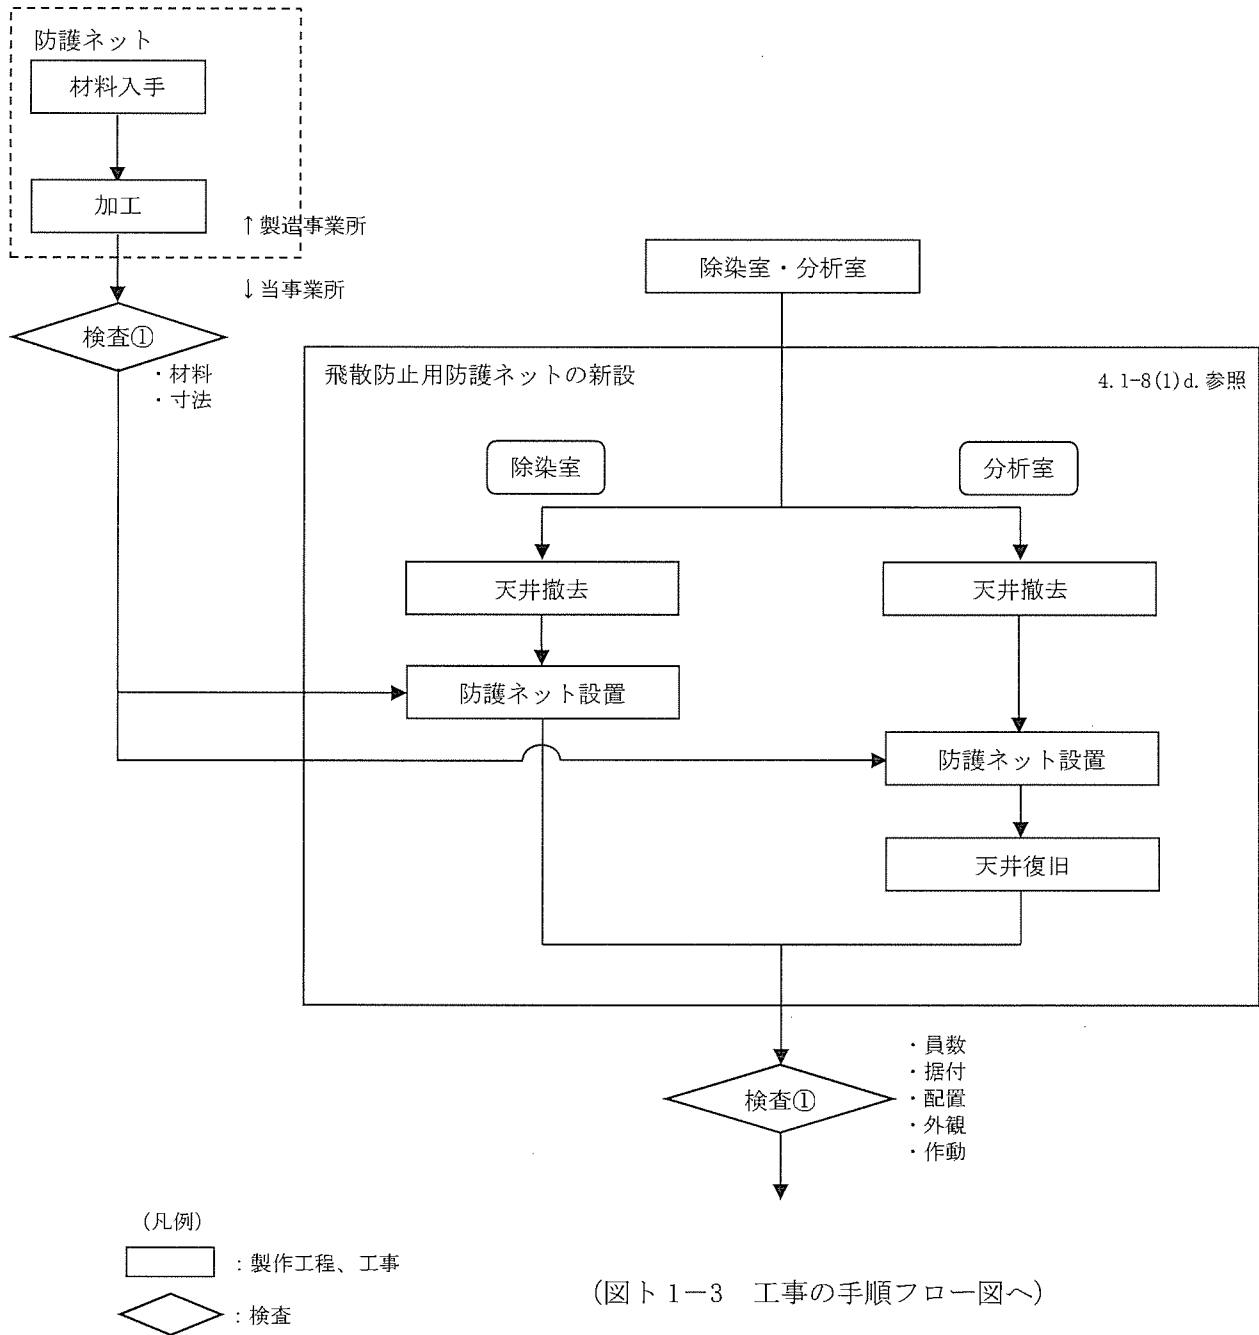 防護ネット
材料入手
加工
↑製造事業所
↓当事業所
検査①
・材料
・寸法
除染室・分析室
飛散防止用防護ネットの新設
4.1-8(1)d.参照
除染室
分析室
天井撤去
天井撤去
防護ネット設置
防護ネット設置
天井復旧
検査①
・員数
・据付
・配置
・外観
・作動
(凡例)
：製作工程、工事
：検査
(図ト1－3　工事の手順フロー図へ)